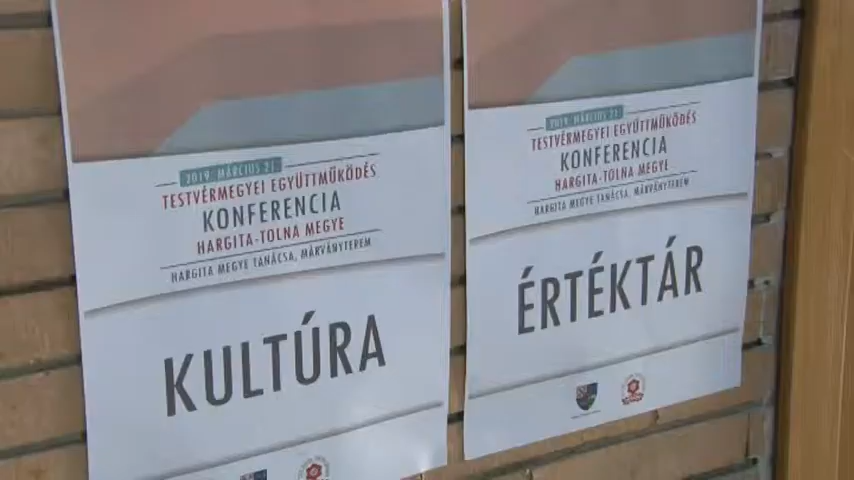 2019. MÁRCIUS 21.
TESTVÉRMEGYEI EGYÜTTMŰKÖDÉS
KONFERENCIA
HARGITA-TOLNA MEGYE
HARGITA MEGYE TANÁCSA, MÁRVÁNYTEREM
KULTÚRA
2019. MÁRCIUS 21.
TESTVÉRMEGYEI EGYÜTTMŰKÖDÉS
KONFERENCIA
HARGITA-TOLNA MEGYE
HARGITA MEGYE TANÁCSA, MÁRVÁNYTEREM
ÉRTÉKTÁR